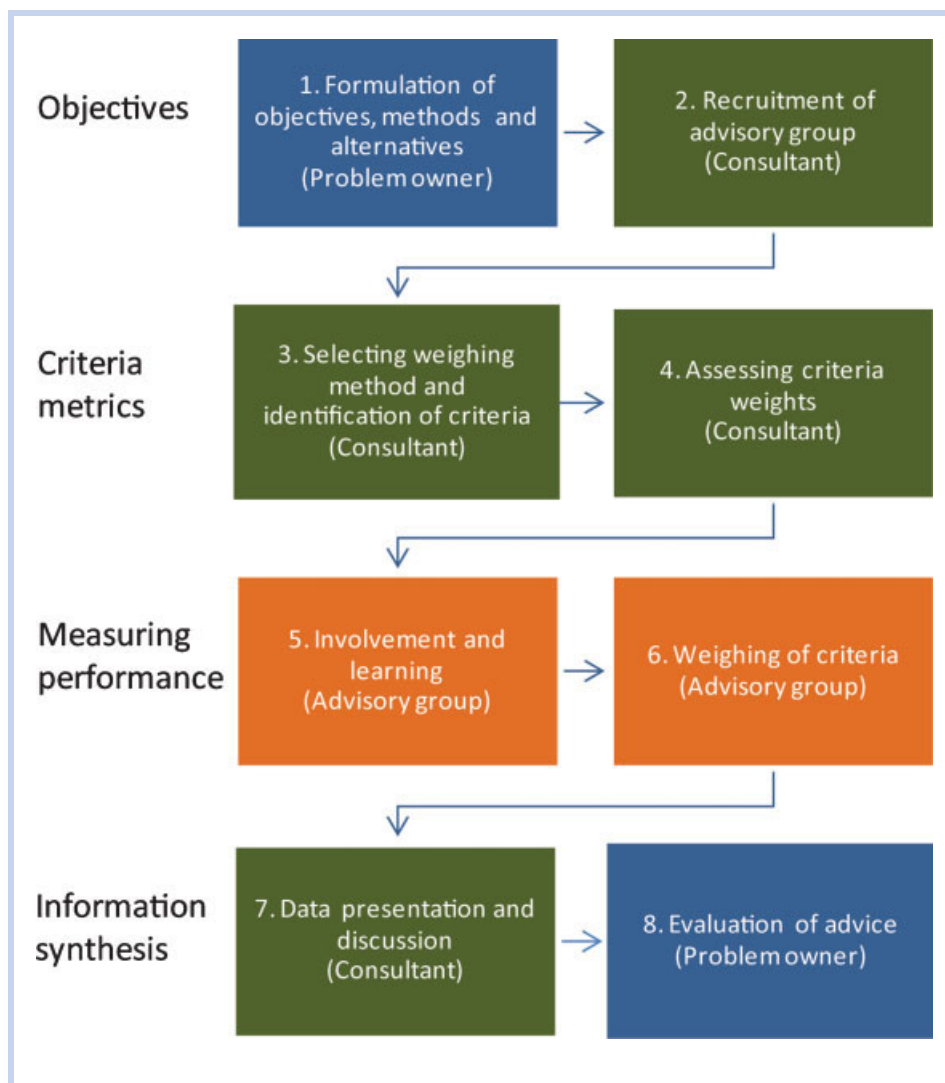 Objectives
1. Formulation of
objectives, methods and
alternatives
(Problem owner)
2. Recruitment of
advisory group
(Consultant)
Criteria
metrics
3. Selecting weighing
method and
identification of criteria
(Consultant)
4. Assessing criteria
weights
(Consultant)
Measuring
performance
5. Involvement and
learning
(Advisory group)
6. Weighing of criteria
(Advisory group)
Information
synthesis
7. Data presentation and
discussion
(Consultant)
8. Evaluation of advice
(Problem owner)